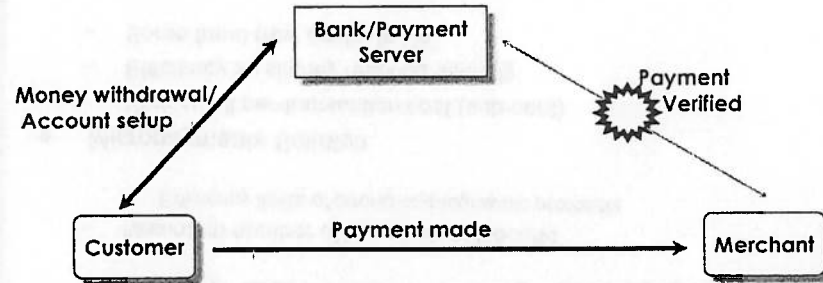 Bank/Payment
Server
Money withdrawal/
Account setup
Payment
Verified
Customer
Payment made
Merchant